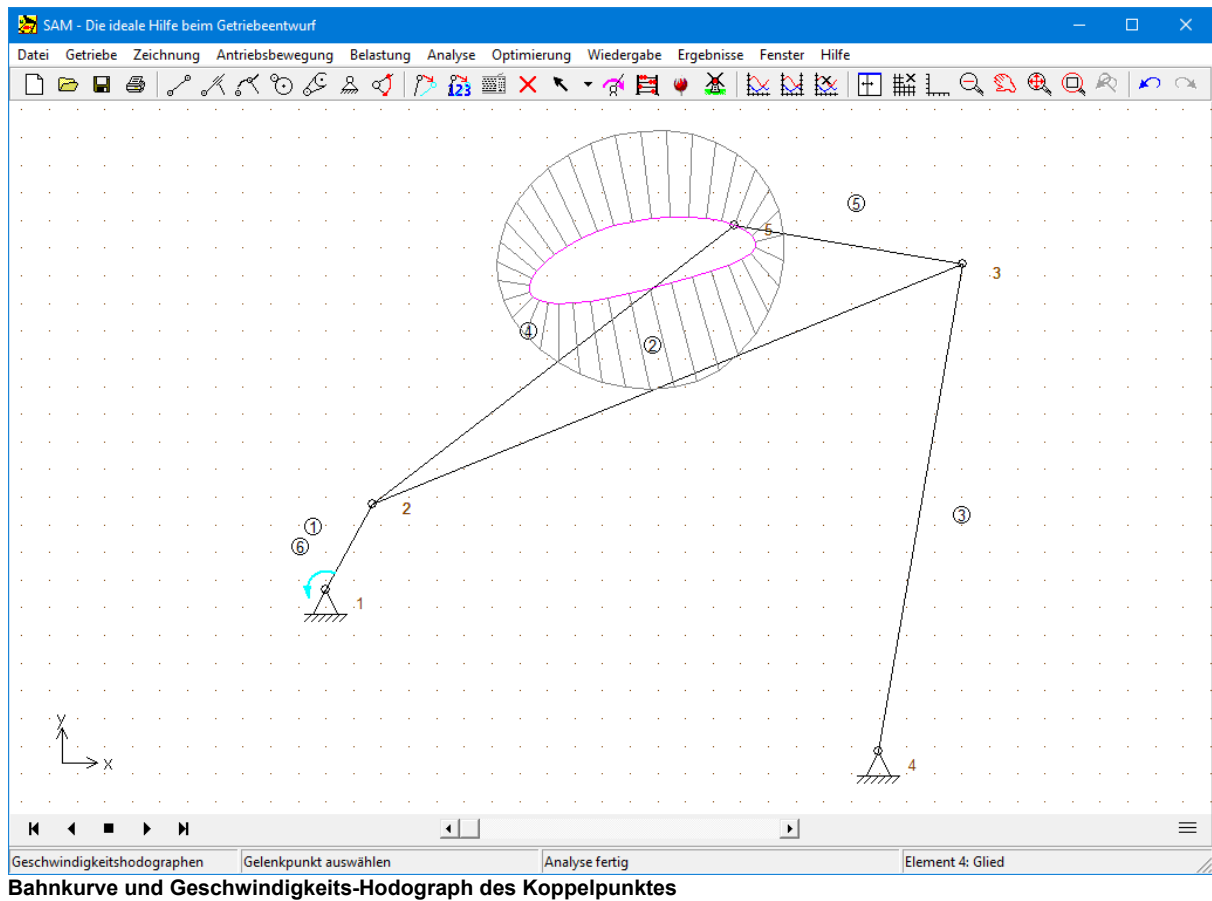 SAM - Die ideale Hilfe beim Getriebeentwurf
Datei Getriebe Zeichnung Antriebsbewegung Belastung Analyse Optimierung Wiedergabe Ergebnisse Fenster Hilfe
123
5
5
3
4
2
2
1
6
3
1
4
y
x
Geschwindigkeitshodographen Gelenkpunkt auswählen Analyse fertig Element 4: Glied
Bahnkurve und Geschwindigkeits-Hodograph des Koppelpunktes